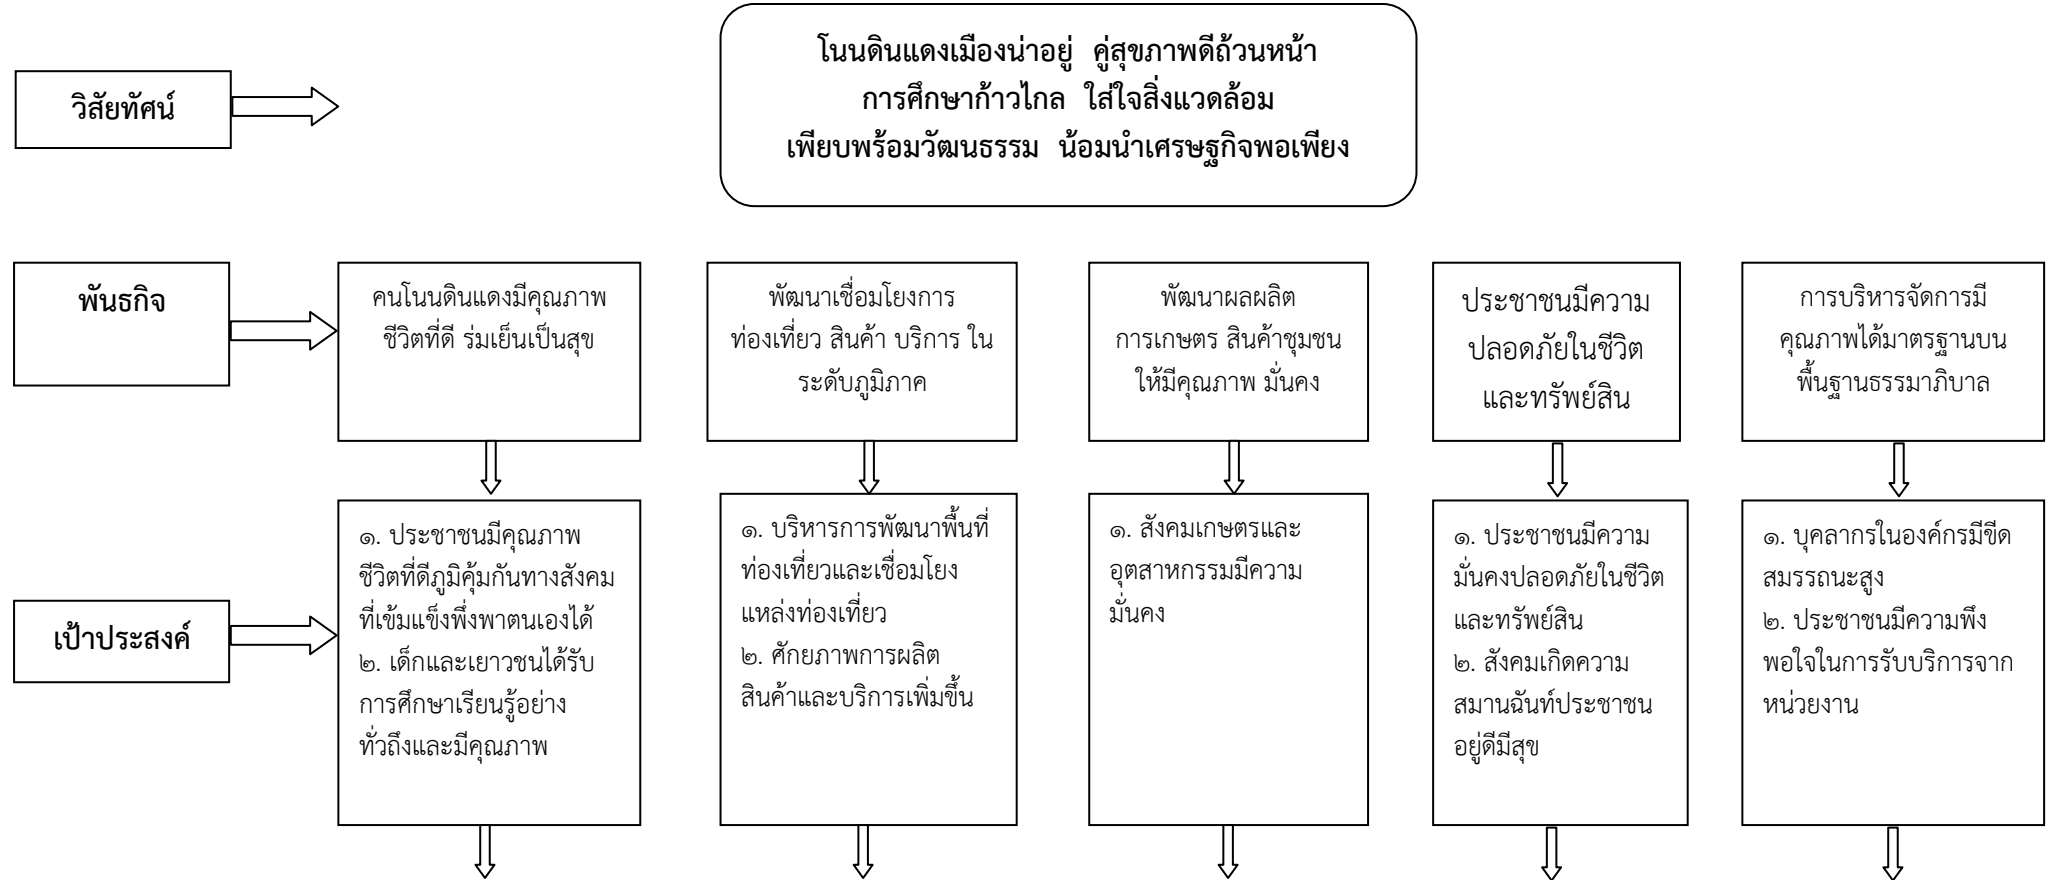 วิสัยทัศน์
โนนดินแดงเมืองน่าอยู่ คู่สุขภาพดีถ้วนหน้า
การศึกษาก้าวไกล ใส่ใจสิ่งแวดล้อม
เพียบพร้อมวัฒนธรรม น้อมนำเศรษฐกิจพอเพียง
พันธกิจ
คนโนนดินแดงมีคุณภาพ
ชีวิตที่ดี ร่มเย็นเป็นสุข
พัฒนาเชื่อมโยงการ
ท่องเที่ยว สินค้า บริการ ใน
ระดับภูมิภาค
พัฒนาผลผลิต
การเกษตร สินค้าชุมชน
ให้มีคุณภาพ มั่นคง
ประชาชนมีความ
ปลอดภัยในชีวิต
และทรัพย์สิน
การบริหารจัดการมี
คุณภาพได้มาตรฐานบน
พื้นฐานธรรมาภิบาล
เป้าประสงค์
๑. ประชาชนมีคุณภาพ
ชีวิตที่ดีภูมิคุ้มกันทางสังคม
ที่เข้มแข็งพึ่งพาตนเองได้
๒. เด็กและเยาวชนได้รับ
การศึกษาเรียนรู้อย่าง
ทั่วถึงและมีคุณภาพ
๑. บริหารการพัฒนาพื้นที่
ท่องเที่ยวและเชื่อมโยง
แหล่งท่องเที่ยว
๒. ศักยภาพการผลิต
สินค้าและบริการเพิ่มขึ้น
๑. สังคมเกษตรและ
อุตสาหกรรมมีความ
มั่นคง
๑. ประชาชนมีความ
มั่นคงปลอดภัยในชีวิต
และทรัพย์สิน
๒. สังคมเกิดความ
สมานฉันท์ประชาชน
อยู่ดีมีสุข
๑. บุคลากรในองค์กรมีขีด
สมรรถนะสูง
๒. ประชาชนมีความพึง
พอใจในการรับบริการจาก
หน่วยงาน